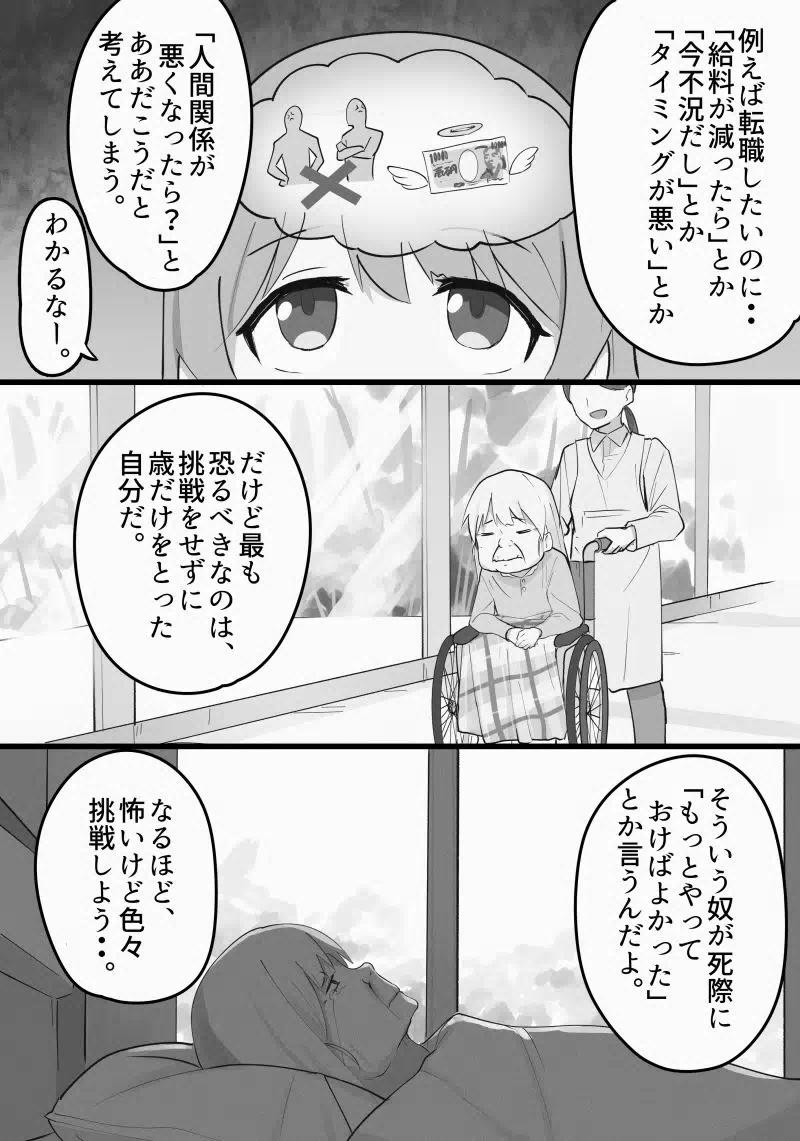 例えば転職したいのに・・
「給料が減ったら」とか
「今不況だし」とか
「タイミングが悪い」とか
「人間関係が
悪くなったら？」と
ああだこうだと
考えてしまう。
わかるなー。
だけど最も
恐るべきなのは、
挑戦をせずに
歳だけをとった
自分だ。
そういう奴が死際に
「もっとやって
おけばよかった」
とか言うんだよ。
なるほど、
怖いけど色々
挑戦しよう・・。